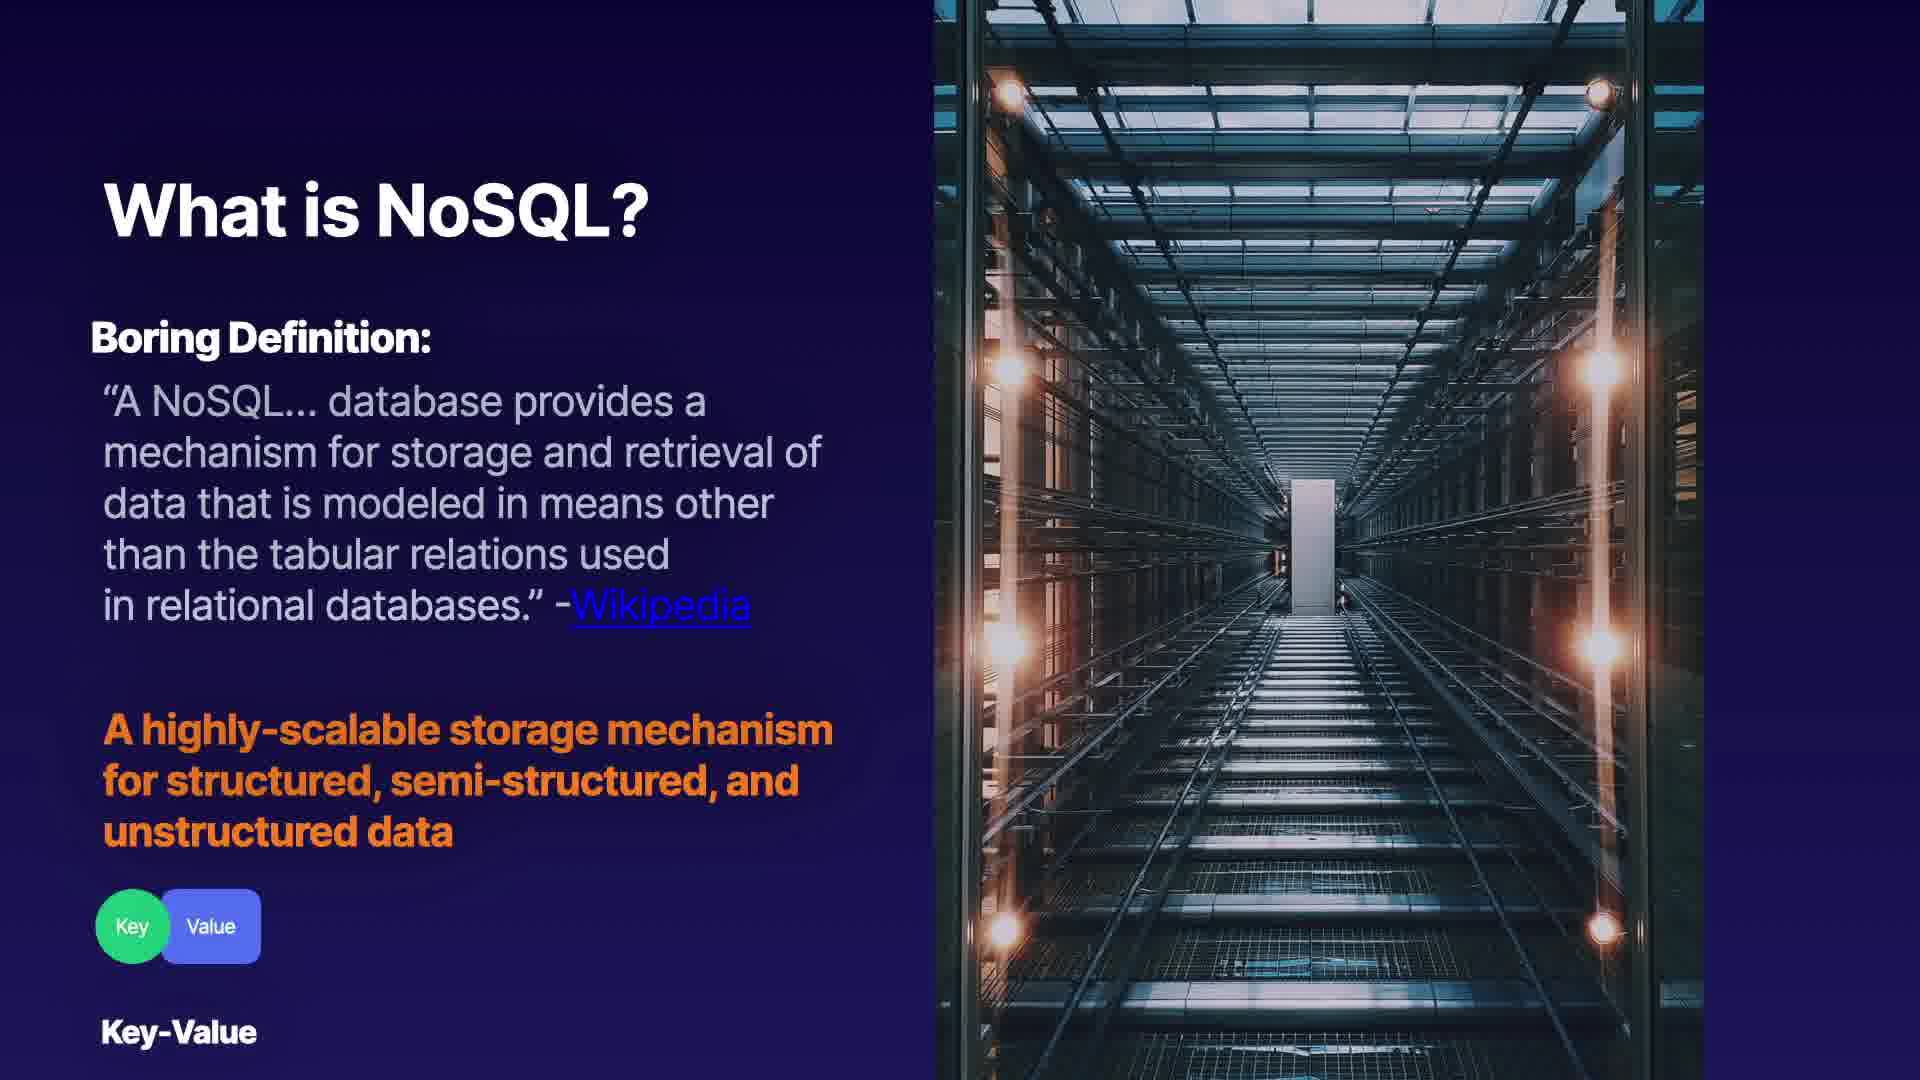 What is NoSQL?
Boring Definition:
“A NoSQL... database provides a
mechanism for storage and retrieval of
data that is modeled in means other
than the tabular relations used
in relational databases.” -Wikipedia
A highly-scalable storage mechanism
for structured, semi-structured, and
unstructured data
Key Value
Key-Value